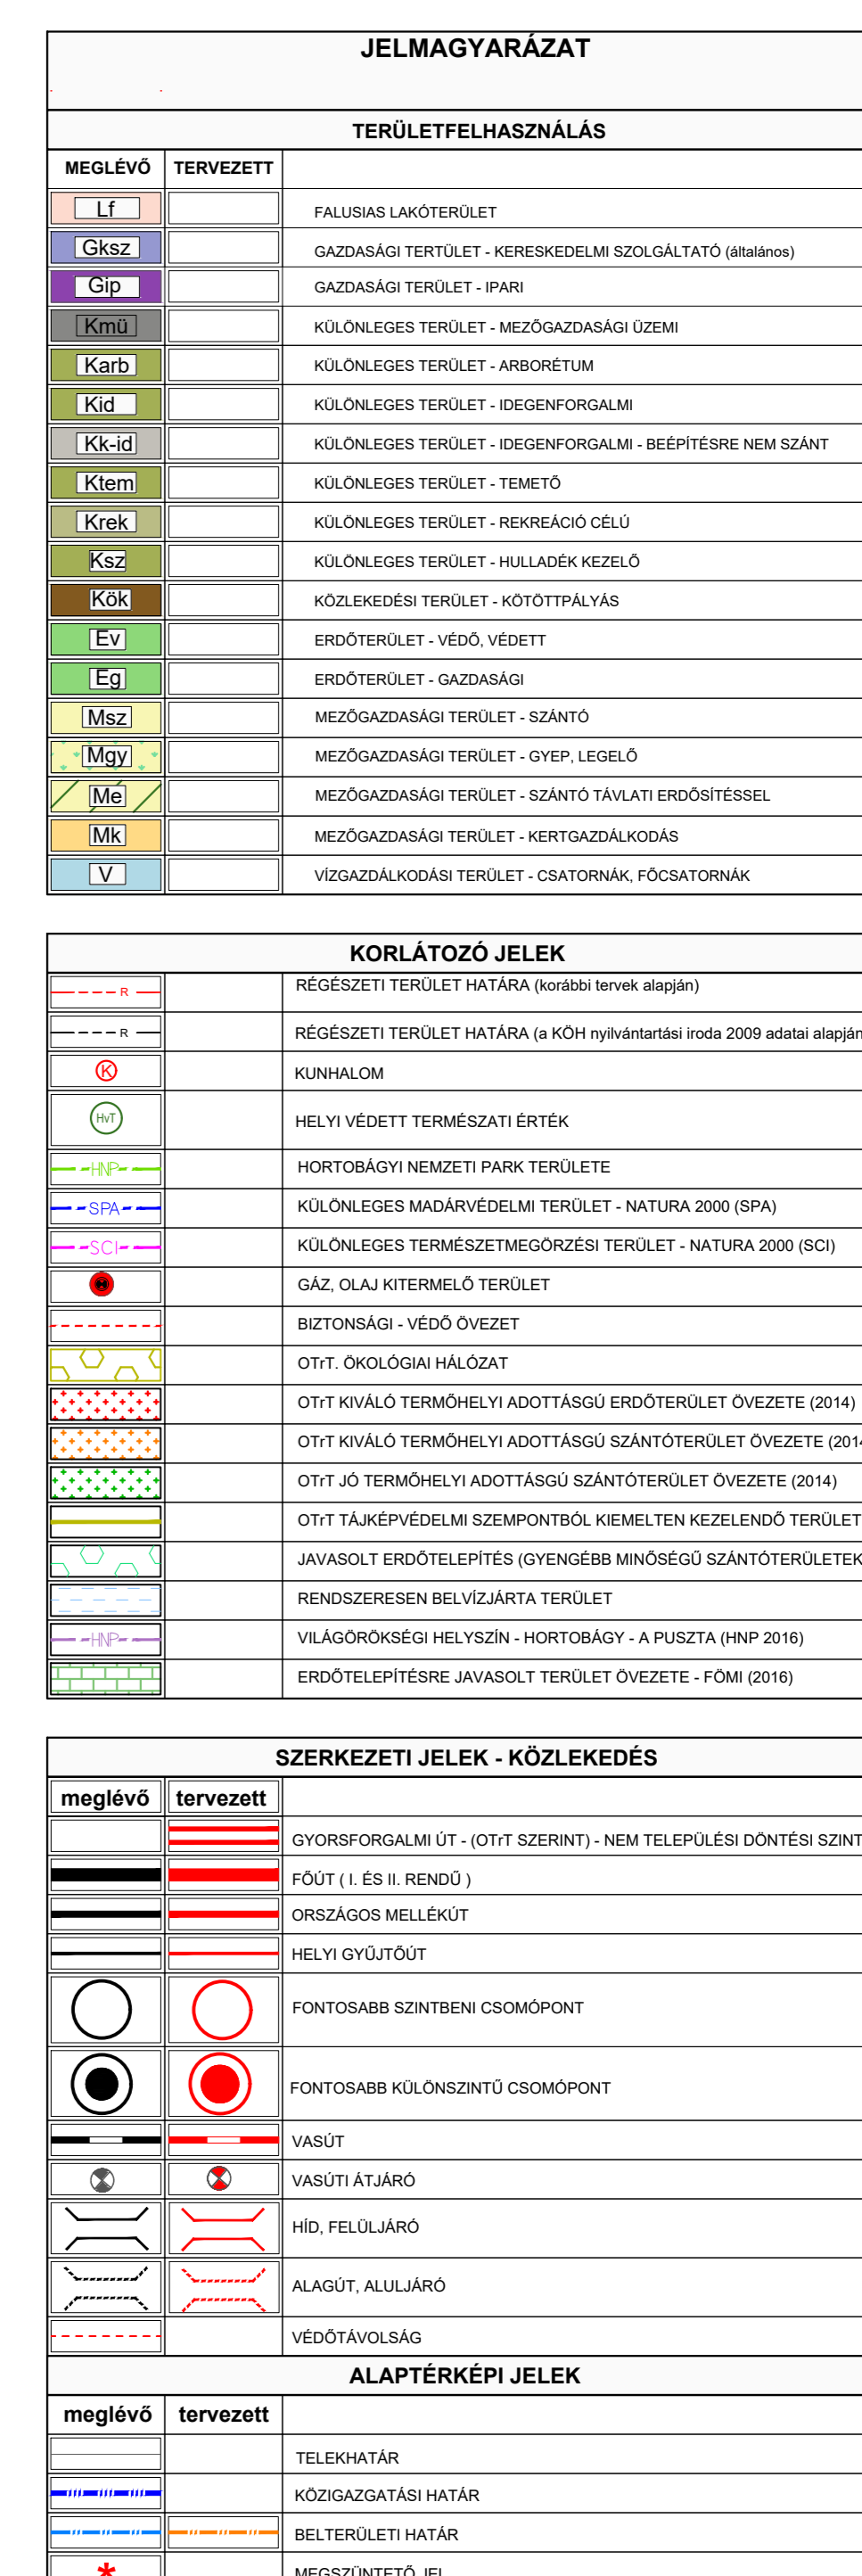 JELMAGYARÁZAT
TERÜLETFELHASZNÁLÁS
MEGLÉVŐ TERVEZETT
Lf FALUSIAS LAKÓTERÜLET
Gksz GAZDASÁGI TERTÜLET - KERESKEDELMI SZOLGÁLTATÓ (általános)
Gip GAZDASÁGI TERÜLET - IPARI
Kmü KÜLÖNLEGES TERÜLET - MEZŐGAZDASÁGI ÜZEMI
Karb KÜLÖNLEGES TERÜLET - ARBORÉTUM
Kid KÜLÖNLEGES TERÜLET - IDEGENFORGALMI
Kk-id KÜLÖNLEGES TERÜLET - IDEGENFORGALMI - BEÉPÍTÉSRE NEM SZÁNT
Ktem KÜLÖNLEGES TERÜLET - TEMETŐ
Krek KÜLÖNLEGES TERÜLET - REKREÁCIÓ CÉLÚ
Ksz KÜLÖNLEGES TERÜLET - HULLADÉK KEZELŐ
Kök KÖZLEKEDÉSI TERÜLET - KÖTÖTTPÁLYÁS
Ev ERDŐTERÜLET - VÉDŐ, VÉDETT
Eg ERDŐTERÜLET - GAZDASÁGI
Msz MEZŐGAZDASÁGI TERÜLET - SZÁNTÓ
Mgy MEZŐGAZDASÁGI TERÜLET - GYEP, LEGELŐ
Me MEZŐGAZDASÁGI TERÜLET - SZÁNTÓ TÁVLATI ERDŐSÍTÉSSEL
Mk MEZŐGAZDASÁGI TERÜLET - KERTGAZDÁLKODÁS
V VÍZGAZDÁLKODÁSI TERÜLET - CSATORNÁK, FŐCSATORNÁK
KORLÁTOZÓ JELEK
R RÉGÉSZETI TERÜLET HATÁRA (korábbi tervek alapján)
R RÉGÉSZETI TERÜLET HATÁRA (a KÖH nyilvántartási iroda 2009 adatai alapján
K KUNHALOM
HvT HELYI VÉDETT TERMÉSZATI ÉRTÉK
HNP HORTOBÁGYI NEMZETI PARK TERÜLETE
SPA KÜLÖNLEGES MADÁRVÉDELMI TERÜLET - NATURA 2000 (SPA)
SCI KÜLÖNLEGES TERMÉSZETMEGÖRZÉSI TERÜLET - NATURA 2000 (SCI)
GÁZ, OLAJ KITERMELŐ TERÜLET
BIZTONSÁGI - VÉDŐ ÖVEZET
OTrT. ÖKOLÓGIAI HÁLÓZAT
OTrT KIVÁLÓ TERMŐHELYI ADOTTÁSGÚ ERDŐTERÜLET ÖVEZETE (2014)
OTrT KIVÁLÓ TERMŐHELYI ADOTTÁSGÚ SZÁNTÓTERÜLET ÖVEZETE (2014
OTrT JÓ TERMŐHELYI ADOTTÁSGÚ SZÁNTÓTERÜLET ÖVEZETE (2014)
OTrT TÁJKÉPVÉDELMI SZEMPONTBÓL KIEMELTEN KEZELENDŐ TERÜLET
JAVASOLT ERDŐTELEPÍTÉS (GYENGÉBB MINŐSÉGŰ SZÁNTÓTERÜLETEK
RENDSZERESEN BELVÍZJÁRTA TERÜLET
HNP VILÁGÖRÖKSÉGI HELYSZÍN - HORTOBÁGY - A PUSZTA (HNP 2016)
ERDŐTELEPÍTÉSRE JAVASOLT TERÜLET ÖVEZETE - FÖMI (2016)
SZERKEZETI JELEK - KÖZLEKEDÉS
meglévő tervezett
GYORSFORGALMI ÚT - (OTrT SZERINT) - NEM TELEPÜLÉSI DÖNTÉSI SZINT
FŐÚT ( I. ÉS II. RENDŰ )
ORSZÁGOS MELLÉKÚT
HELYI GYŰJTŐÚT
FONTOSABB SZINTBENI CSOMÓPONT
FONTOSABB KÜLÖNSZINTŰ CSOMÓPONT
VASÚT
VASÚTI ÁTJÁRÓ
HÍD, FELÜLJÁRÓ
ALAGÚT, ALULJÁRÓ
VÉDŐTÁVOLSÁG
ALAPTÉRKÉPI JELEK
meglévő tervezett
TELEKHATÁR
KÖZIGAZGATÁSI HATÁR
BELTERÜLETI HATÁR
MEGSZÜNTETŐ JEL